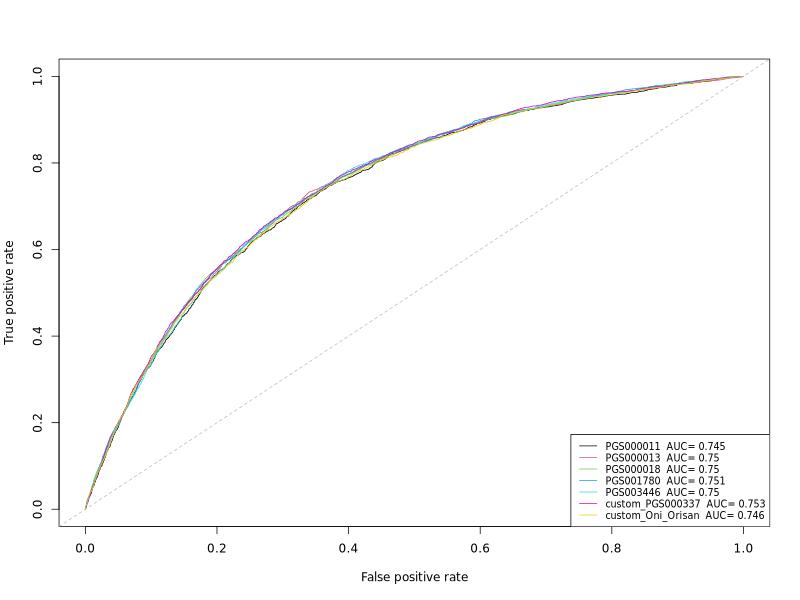 1.0
0.8
0.6
0.4
0.2
0.0
True positive rate
PGS000011 AUC= 0.745
PGS000013 AUC= 0.75
PGS000018 AUC= 0.75
PGS001780 AUC= 0.751
PGS003446 AUC= 0.75
custom_PGS000337 AUC= 0.753
custom_Oni_Orisan AUC= 0.746
0.0 0.2 0.4 0.6 0.8 1.0
False positive rate